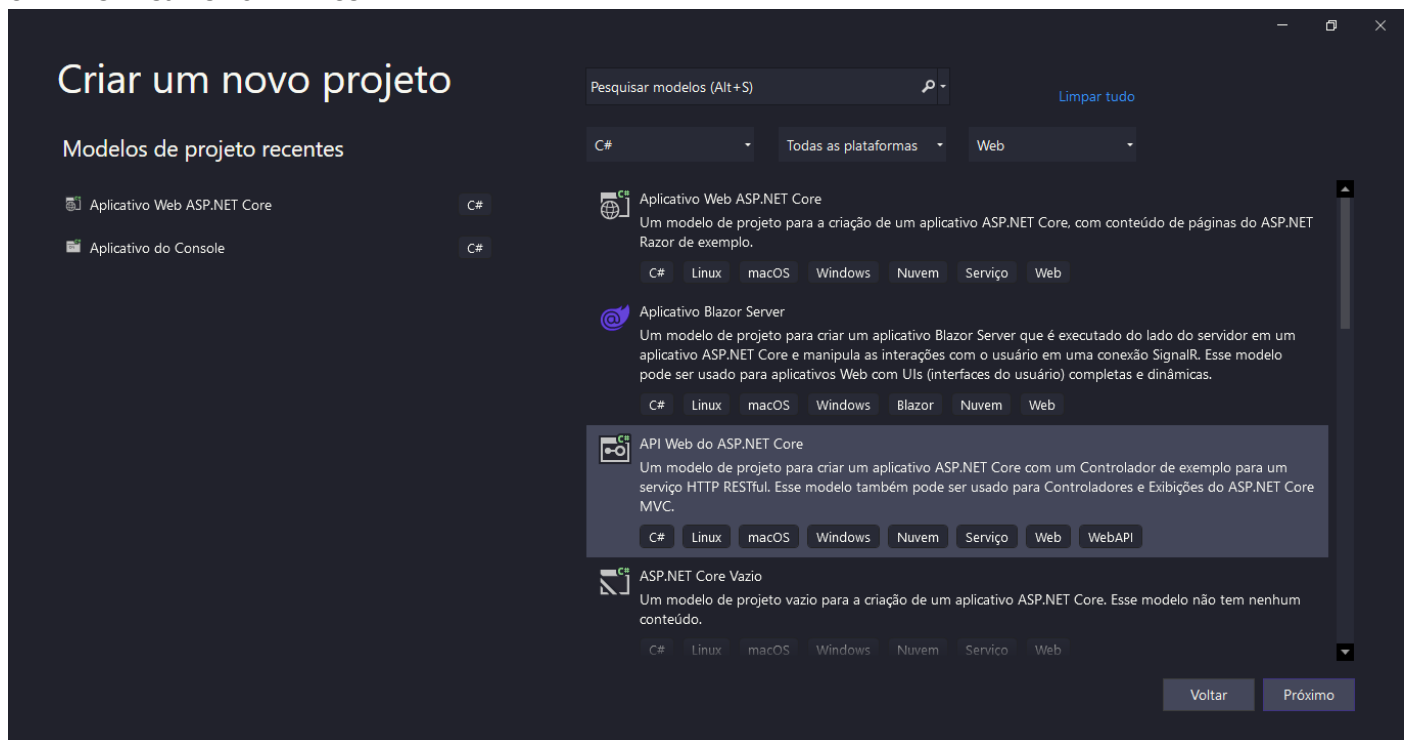 Criar um novo projeto
Modelos de projeto recentes
Aplicativo Web ASP.NET Core C#
Aplicativo do Console C#
Pesquisar modelos (Alt+S)
Limpar tudo
C# Todas as plataformas Web
Aplicativo Web ASP.NET Core
Um modelo de projeto para a criação de um aplicativo ASP.NET Core, com conteúdo de páginas do ASP.NET
Razor de exemplo.
C# Linux macOS Windows Nuvem Serviço Web
Aplicativo Blazor Server
Um modelo de projeto para criar um aplicativo Blazor Server que é executado do lado do servidor em um
aplicativo ASP.NET Core e manipula as interações com o usuário em uma conexão SignalR. Esse modelo
pode ser usado para aplicativos Web com UIs (interfaces do usuário) completas e dinâmicas.
C# Linux macOS Windows Blazor Nuvem Web
API Web do ASP.NET Core
Um modelo de projeto para criar um aplicativo ASP.NET Core com um Controlador de exemplo para um
serviço HTTP RESTful. Esse modelo também pode ser usado para Controladores e Exibições do ASP.NET Core
MVC.
C# Linux macOS Windows Nuvem Serviço Web WebAPI
ASP.NET Core Vazio
Um modelo de projeto vazio para a criação de um aplicativo ASP.NET Core. Esse modelo não tem nenhum
conteúdo.
C# Linux macOS Windows Nuvem Serviço Web
Voltar Próximo